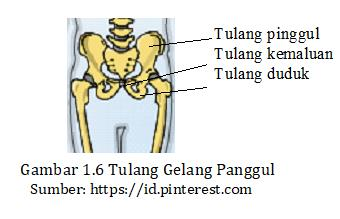 Tulang pinggul
Tulang kemaluan
Tulang duduk
Gambar 1.6 Tulang Gelang Panggul
Sumber: https://id.pinterest.com